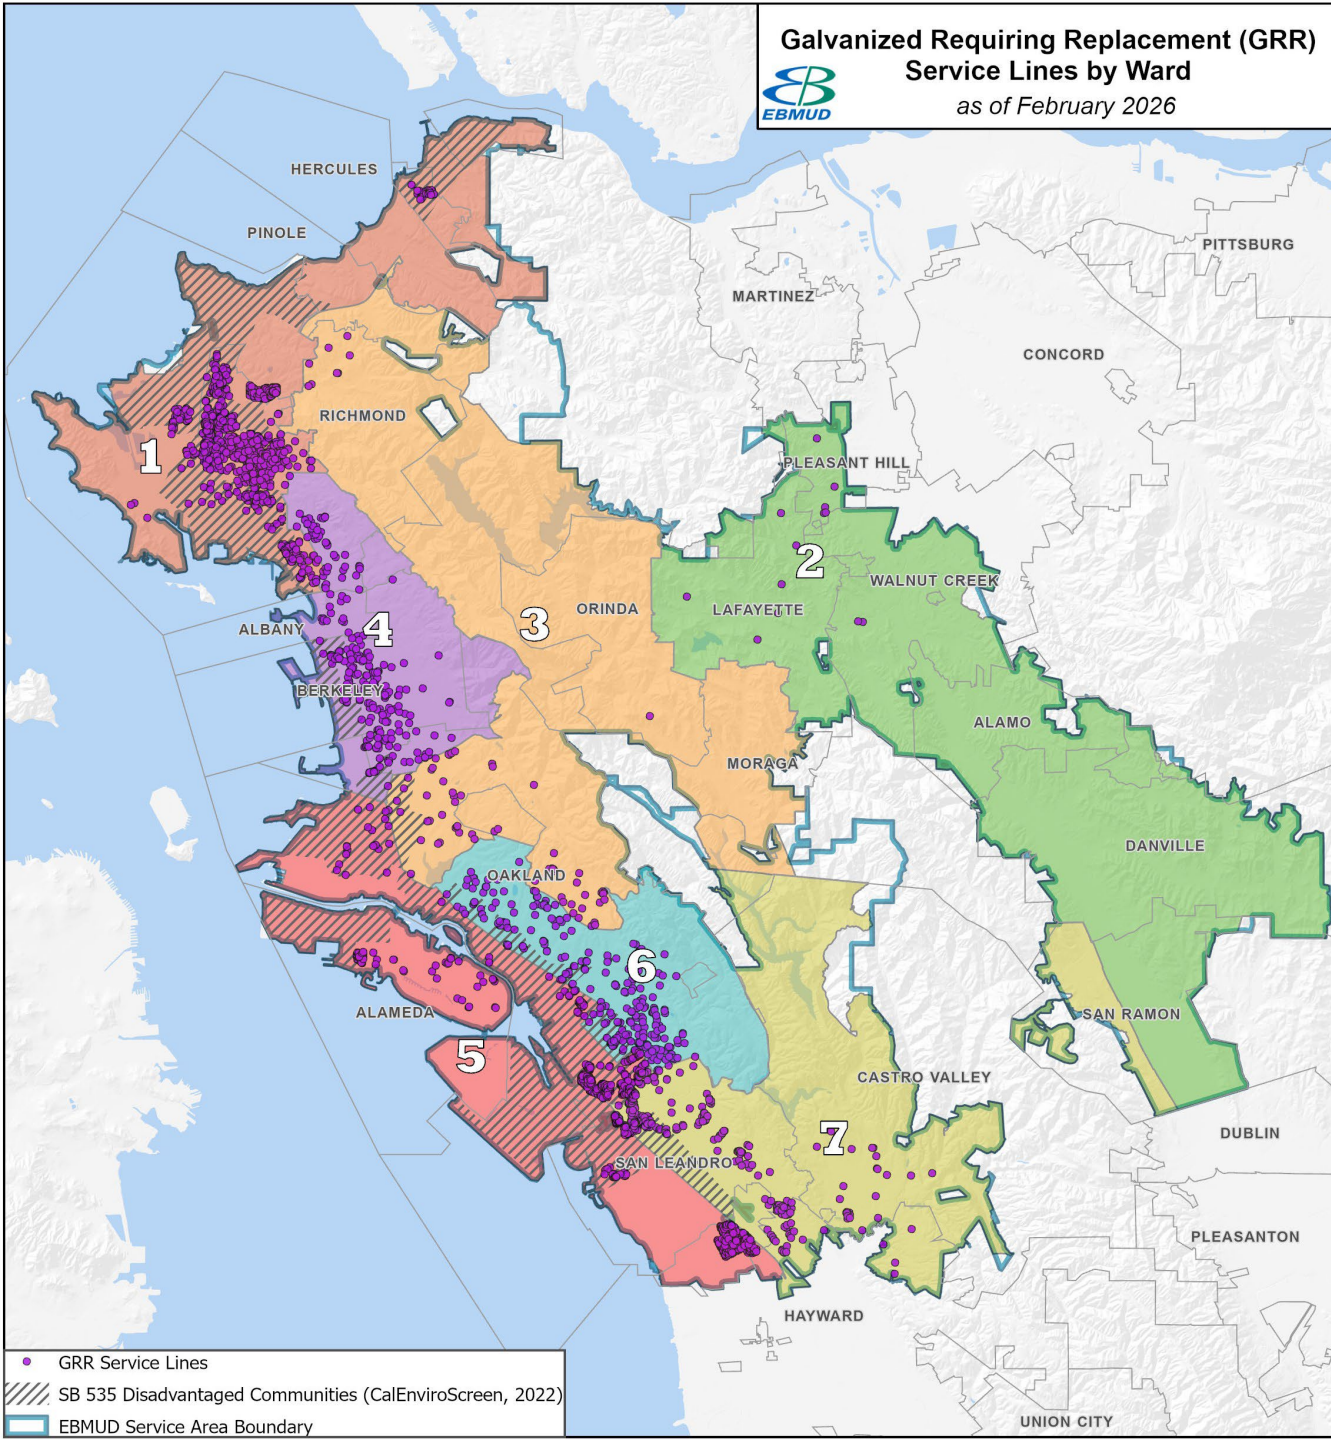 Galvanized Requiring Replacement (GRR)
Service Lines by Ward
EBMUD
as of February 2026
HERCULES
PINOLE
PITTSBURG
MARTINEZ
CONCORD
RICHMOND
1
PLEASANT HILL
2
WALNUT CREEK
ORINDA
LAFAYETTE
3
ALBANY
4
BERKELEY
ALAMO
MORAGA
DANVILLE
OAKLAND
6
ALAMEDA
SAN RAMON
5
CASTRO VALLEY
7
DUBLIN
SAN LEANDRO
PLEASANTON
HAYWARD
GRR Service Lines
SB 535 Disadvantaged Communities (CalEnviroScreen, 2022)
EBMUD Service Area Boundary
UNION CITY